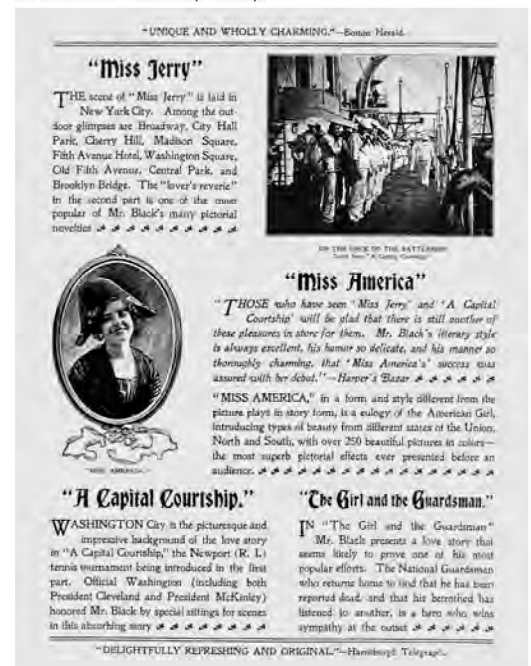 "UNIQUE AND WHOLLY CHARMING."—Boston Herald.
"Miss Jerry"
THE scene of "Miss Jerry" is laid in
New York City. Among the out-
door glimpses are Broadway, City Hall
Park, Cherry Hill, Madison Square,
Fifth Avenue Hotel, Washington Square,
Old Fifth Avenue, Central Park, and
Brooklyn Bridge. The "lover's reverie"
in the second part is one of the most
popular of Mr. Black's many pictorial
novelties
ON THE DECK OF THE BATTLESHIP
Scene from "A Capital Courtship"
"Miss America"
"THOSE who have seen 'Miss Jerry' and 'A Capital
Courtship' will be glad that there is still another of
these pleasures in store for them. Mr. Black's literary style
is always excellent, his humor so delicate, and his manner so
thoroughly charming, that 'Miss America's' success was
assured with her debut."—Harper's Bazar
"MISS AMERICA," in a form and style different from the
picture plays in story form, is a eulogy of the American Girl,
introducing types of beauty from different states of the Union,
North and South, with over 250 beautiful pictures in colors—
the most superb pictorial effects ever presented before an
audience.
"MISS AMERICA."
"A Capital Courtship."
WASHINGTON City is the picturesque and
impressive background of the love story
in "A Capital Courtship," the Newport (R. I.)
tennis tournament being introduced in the first
part. Official Washington (including both
President Cleveland and President McKinley)
honored Mr. Black by special sittings for scenes
in this absorbing story
"The Girl and the Guardsman."
IN "The Girl and the Guardsman"
Mr. Black presents a love story that
seems likely to prove one of his most
popular efforts. The National Guardsman
who returns home to find that he has been
reported dead, and that his betrothed has
listened to another, is a hero who wins
sympathy at the outset
"DELIGHTFULLY REFRESHING AND ORIGINAL."—Harrisburg Telegraph.